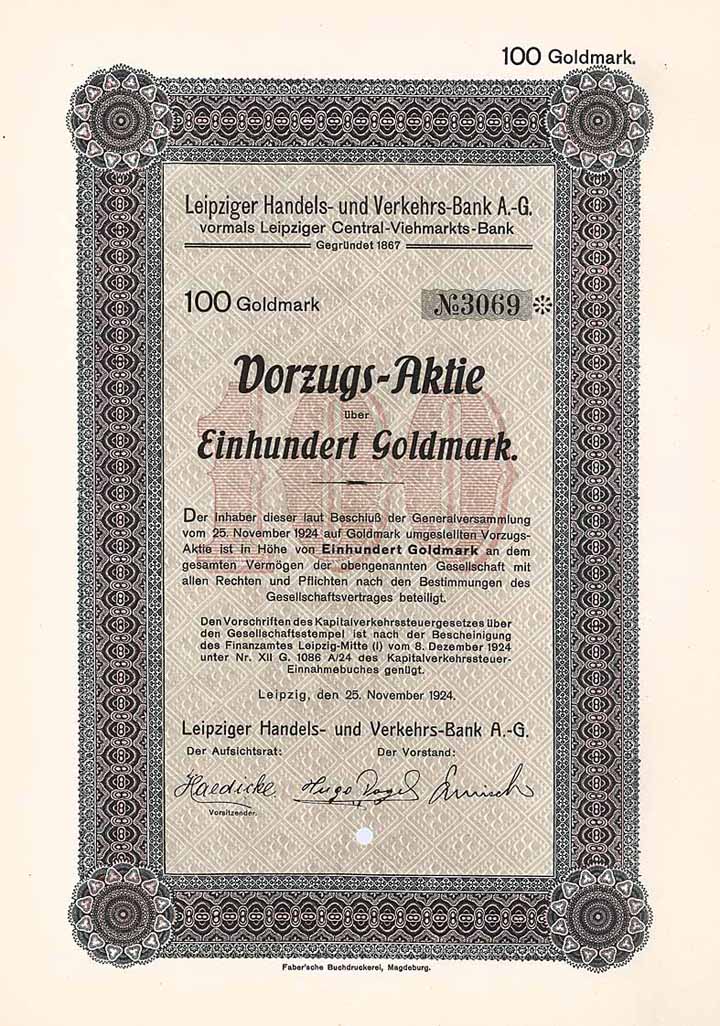 100 Goldmark.
Leipziger Handels- und Verkehrs-Bank A.-G.
vormals Leipziger Central-Viehmarkts-Bank
Gegründet 1867
100 Goldmark
№3069
Vorzugs-Aktie
über
Einhundert Goldmark.
100
Der Inhaber dieser laut Beschluß der Generalversammlung
vom 25. November 1924 auf Goldmark umgestellten Vorzugs-
Aktie ist in Höhe von Einhundert Goldmark an dem
gesamten Vermögen der obengenannten Gesellschaft mit
allen Rechten und Pflichten nach den Bestimmungen des
Gesellschaftsvertrages beteiligt.
Den Vorschriften des Kapitalverkehrssteuergesetzes über
den Gesellschaftsstempel ist nach der Bescheinigung
des Finanzamtes Leipzig-Mitte (I) vom 8. Dezember 1924
unter Nr. XII G. 1086 A/24 des Kapitalverkehrssteuer-
Einnahmebuches genügt.
Leipzig, den 25. November 1924.
Leipziger Handels- und Verkehrs-Bank A.-G.
Der Aufsichtsrat: Der Vorstand:
Haedicke. Hugo Vogel
Vorsitzender.
Faber'sche Buchdruckerei, Magdeburg.